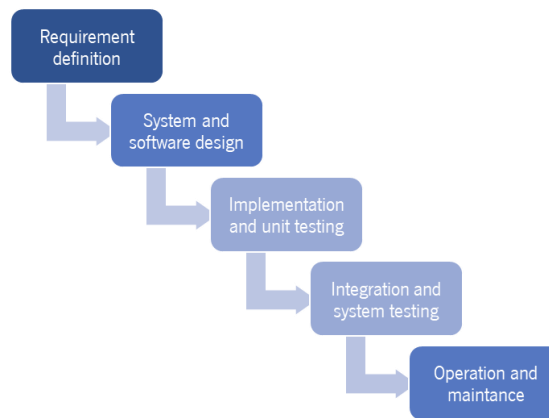 Requirement
definition
System and
software design
Implementation
and unit testing
Integration and
system testing
Operation and
maintance